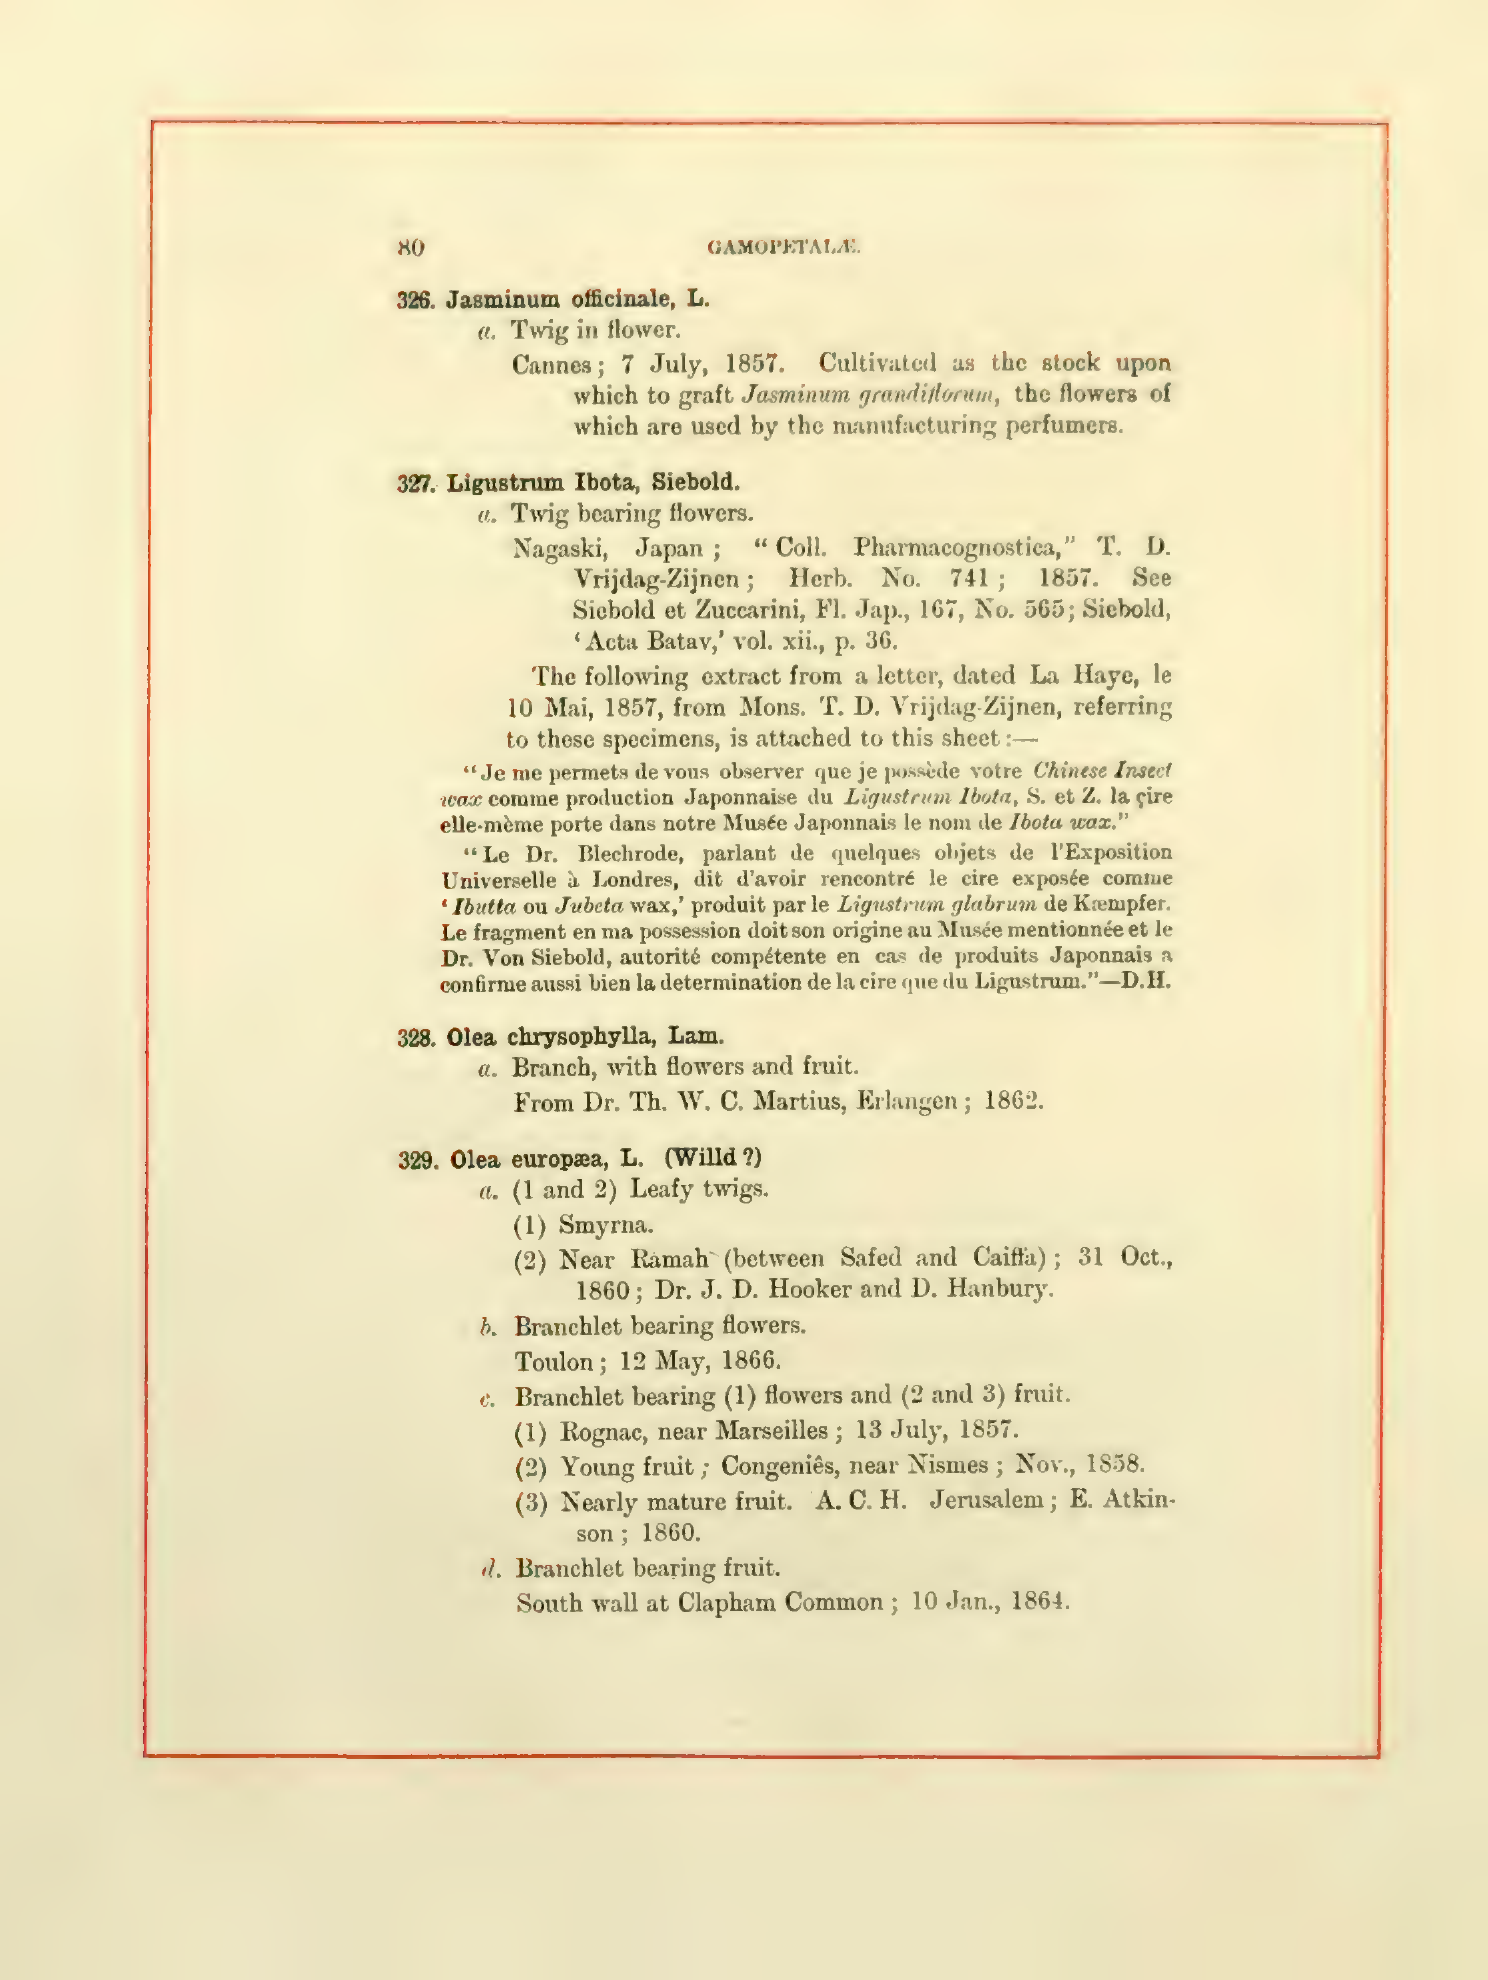 80 GAMOPETALÆ.
326. Jasminum officinale, L.
a. Twig in flower.
Cannes; 7 July, 1857. Cultivated as the stock upon
which to graft Jasminum grandiflorum, the flowers of
which are used by the manufacturing perfumers.
327. Ligustrum Ibota, Siebold.
a. Twig bearing flowers.
Nagaski, Japan; "Coll. Pharmacognostica," T. D.
Vrijdag-Zijnen; Herb. No. 741; 1857. See
Siebold et Zuccarini, Fl. Jap., 167, No. 565; Siebold,
'Acta Batav,' vol. xii., p. 36.
The following extract from a letter, dated La Haye, le
10 Mai, 1857, from Mons. T. D. Vrijdag-Zijnen, referring
to these specimens, is attached to this sheet:—
"Je me permets de vous observer que je possède votre Chinese Insect
wax comme production Japonnaise du Ligustrum Ibota, S. et Z. la çire
elle-mème porte dans notre Musée Japonnais le nom de Ibota wax."
"Le Dr. Blechrode, parlant de quelques objets de l'Exposition
Universelle à Londres, dit d'avoir rencontré le cire exposée comme
'Ibutta ou Jubeta wax,' produit par le Ligustrum glabrum de Kæmpfer.
Le fragment en ma possession doit son origine au Musée mentionnée et le
Dr. Von Siebold, autorité compétente en cas de produits Japonnais a
confirme aussi bien la determination de la cire que du Ligustrum."—D.H.
328. Olea chrysophylla, Lam.
a. Branch, with flowers and fruit.
From Dr. Th. W. C. Martius, Erlangen; 1862.
329. Olea europæa, L. (Willd?)
a. (1 and 2) Leafy twigs.
(1) Smyrna.
(2) Near Ramah (between Safed and Caiffa); 31 Oct.,
1860; Dr. J. D. Hooker and D. Hanbury.
b. Branchlet bearing flowers.
Toulon; 12 May, 1866.
c. Branchlet bearing (1) flowers and (2 and 3) fruit.
(1) Rognac, near Marseilles; 13 July, 1857.
(2) Young fruit; Congeniês, near Nismes; Nov., 1858.
(3) Nearly mature fruit. A. C. H. Jerusalem; E. Atkin-
son; 1860.
d. Branchlet bearing fruit.
South wall at Clapham Common; 10 Jan., 1864.